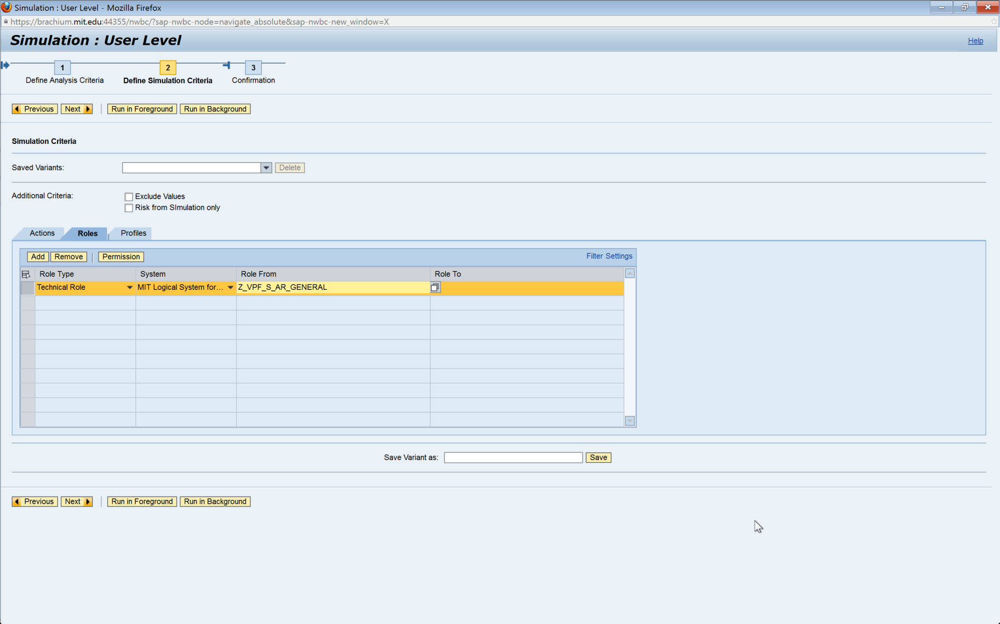 Simulation : User Level - Mozilla Firefox
https://brachium.mit.edu:44355/nwbc/?sap-nwbc-node=navigate_absolute&sap-nwbc-new_window=X
Simulation : User Level
Help
1 2 3
Define Analysis Criteria Define Simulation Criteria Confirmation
Previous Next Run in Foreground Run in Background
Simulation Criteria
Saved Variants: Delete
Additional Criteria: Exclude Values
Risk from SImulation only
Actions Roles Profiles
Add Remove Permission Filter Settings
Role Type System Role From Role To
Technical Role MIT Logical System for... Z_VPF_S_AR_GENERAL
Save Variant as: Save
Previous Next Run in Foreground Run in Background